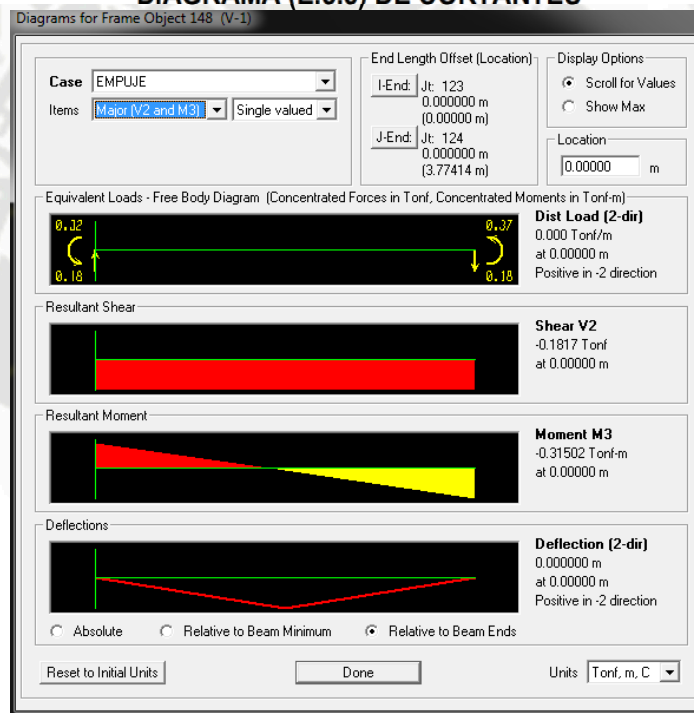 DIAGRAMA (E.3.3) DE CORTANTES
Diagrams for Frame Object 148 (V-1)
Case EMPUJE
Items Major (V2 and M3) Single valued
End Length Offset (Location)
I-End: Jt: 123
0.000000 m
(0.00000 m)
J-End: Jt: 124
0.000000 m
(3.77414 m)
Display Options
Scroll for Values
Show Max
Location
0.00000 m
Equivalent Loads - Free Body Diagram (Concentrated Forces in Tonf, Concentrated Moments in Tonf-m)
0.32 0.37
0.18 0.18
Dist Load (2-dir)
0.000 Tonf/m
at 0.00000 m
Positive in -2 direction
Resultant Shear
Shear V2
-0.1817 Tonf
at 0.00000 m
Resultant Moment
Moment M3
-0.31502 Tonf-m
at 0.00000 m
Deflections
Deflection (2-dir)
0.000000 m
at 0.00000 m
Positive in -2 direction
Absolute Relative to Beam Minimum Relative to Beam Ends
Reset to Initial Units Done Units Tonf, m, C